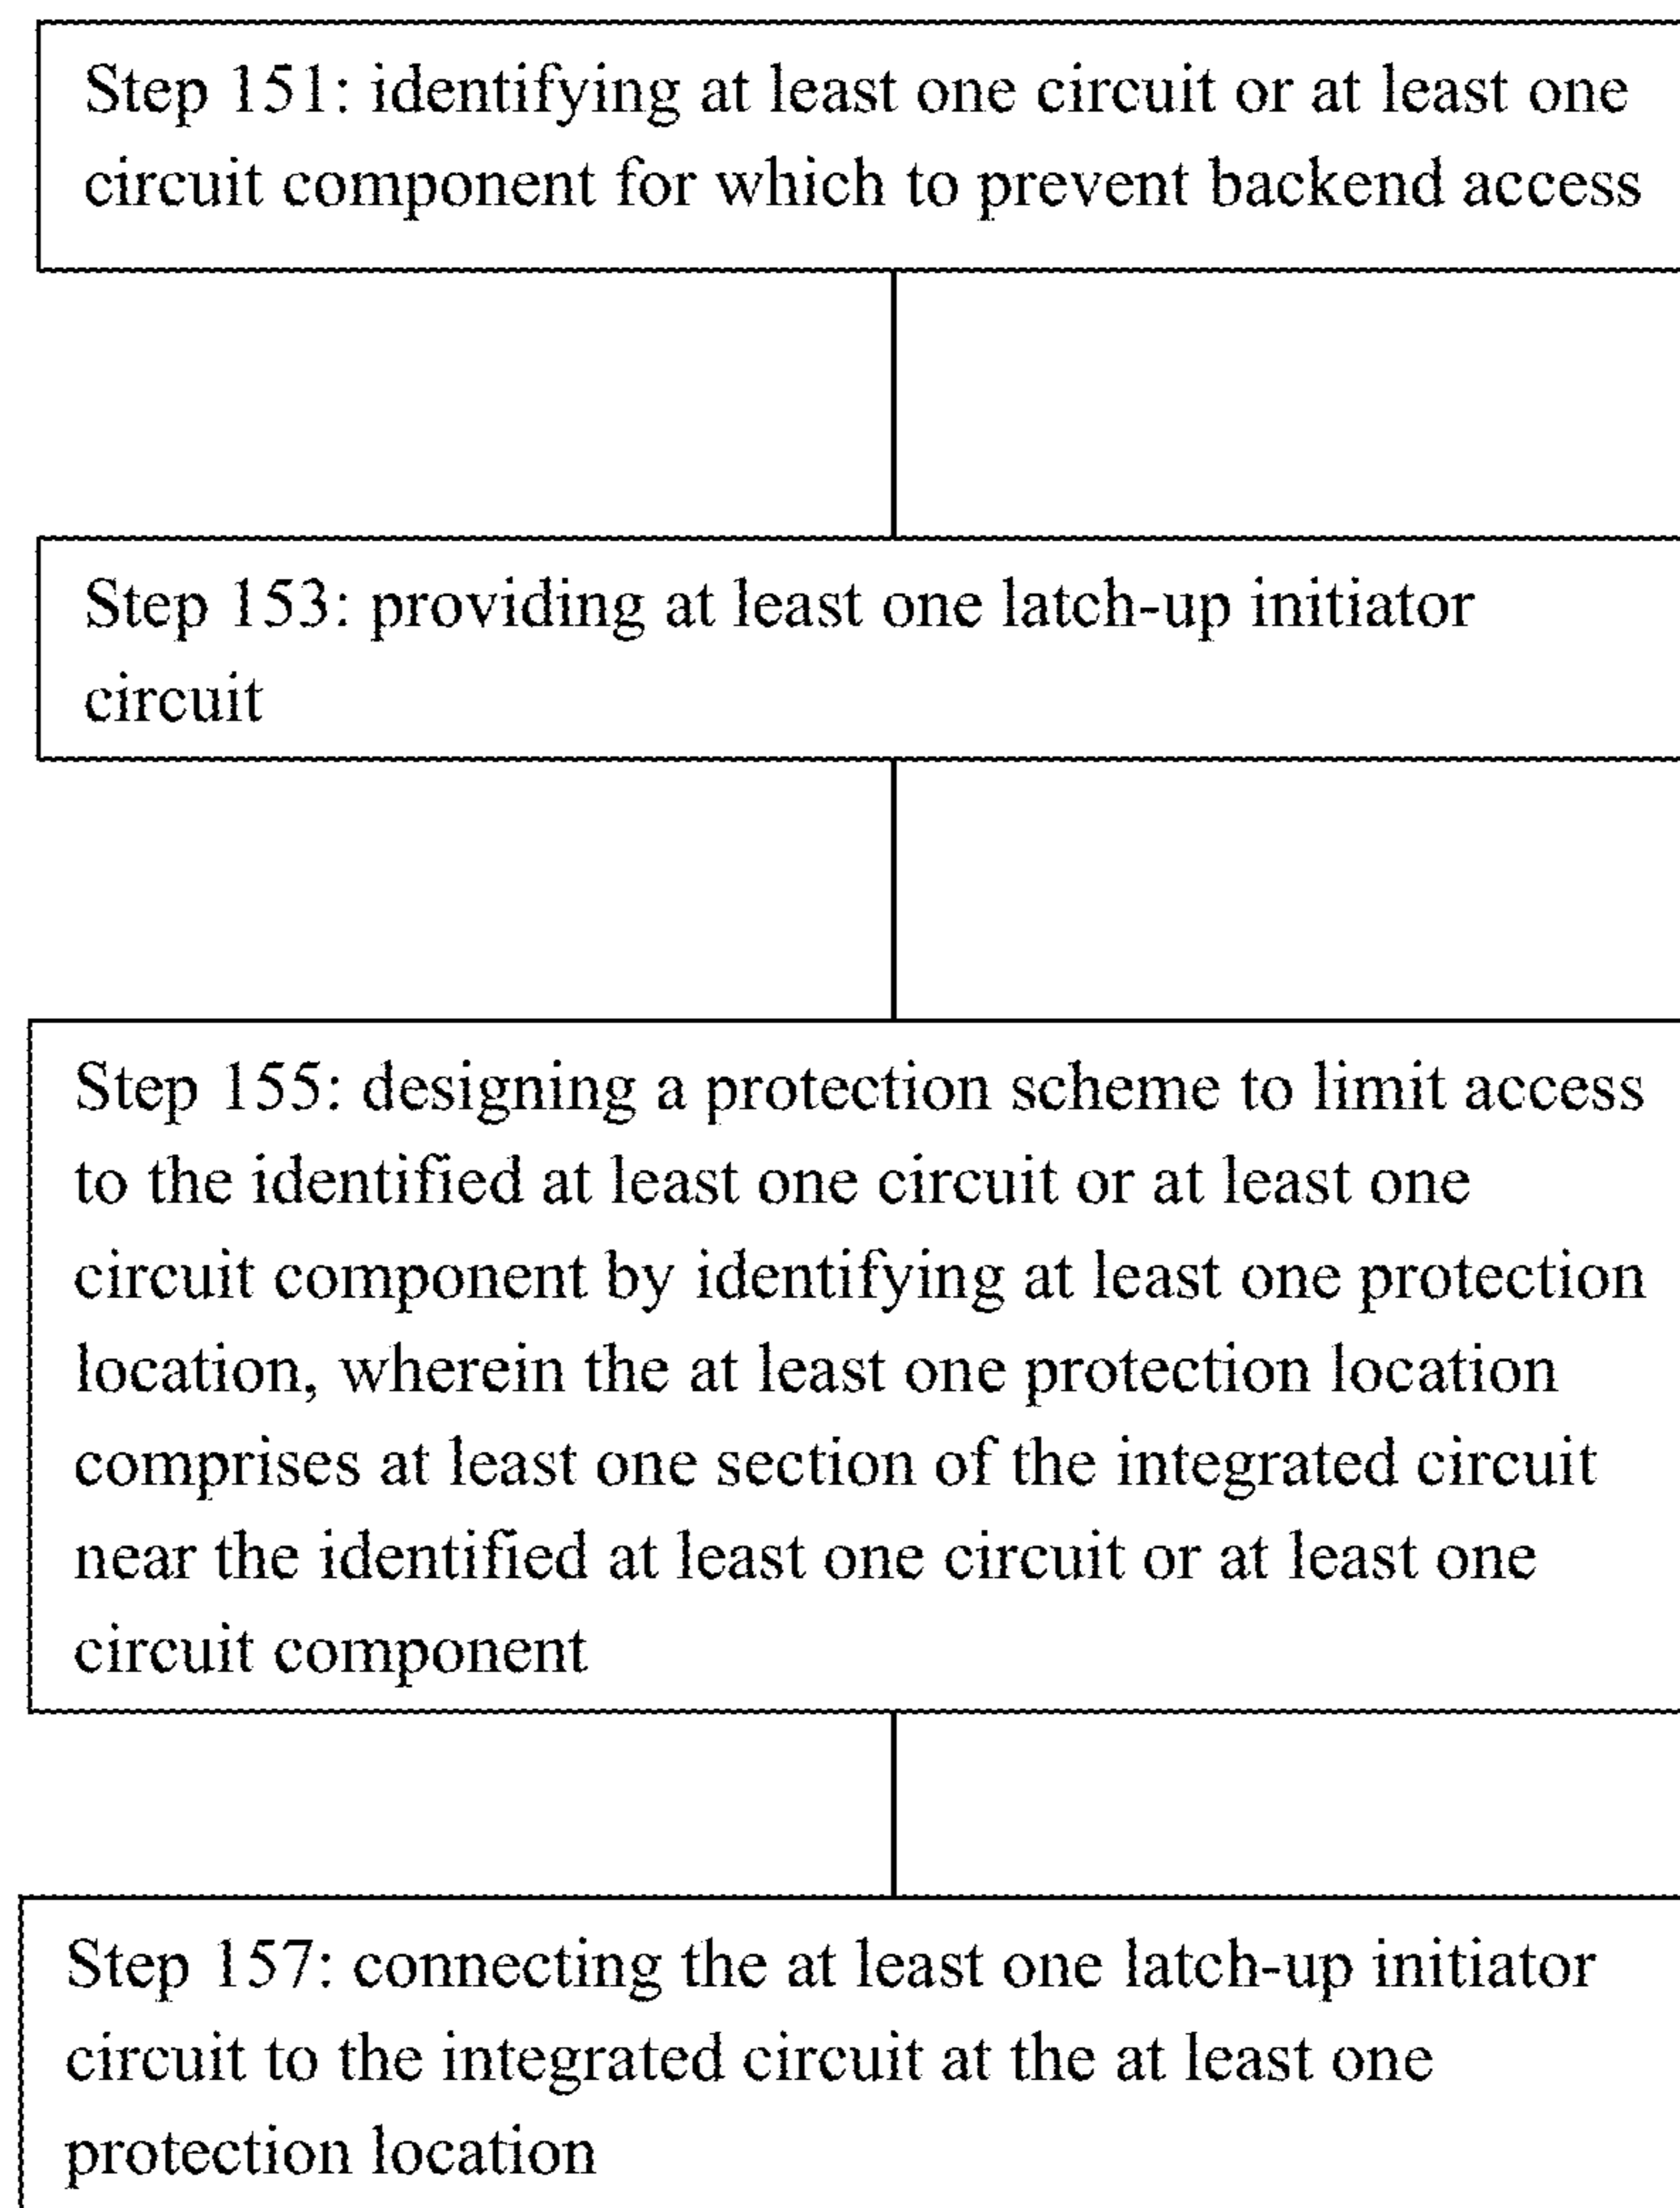 Step 151: identifying at least one circuit or at least one
circuit component for which to prevent backend access
Step 153: providing at least one latch-up initiator
circuit
Step 155: designing a protection scheme to limit access
to the identified at least one circuit or at least one
circuit component by identifying at least one protection
location, wherein the at least one protection location
comprises at least one section of the integrated circuit
near the identified at least one circuit or at least one
circuit component
Step 157: connecting the at least one latch-up initiator
circuit to the integrated circuit at the at least one
protection location